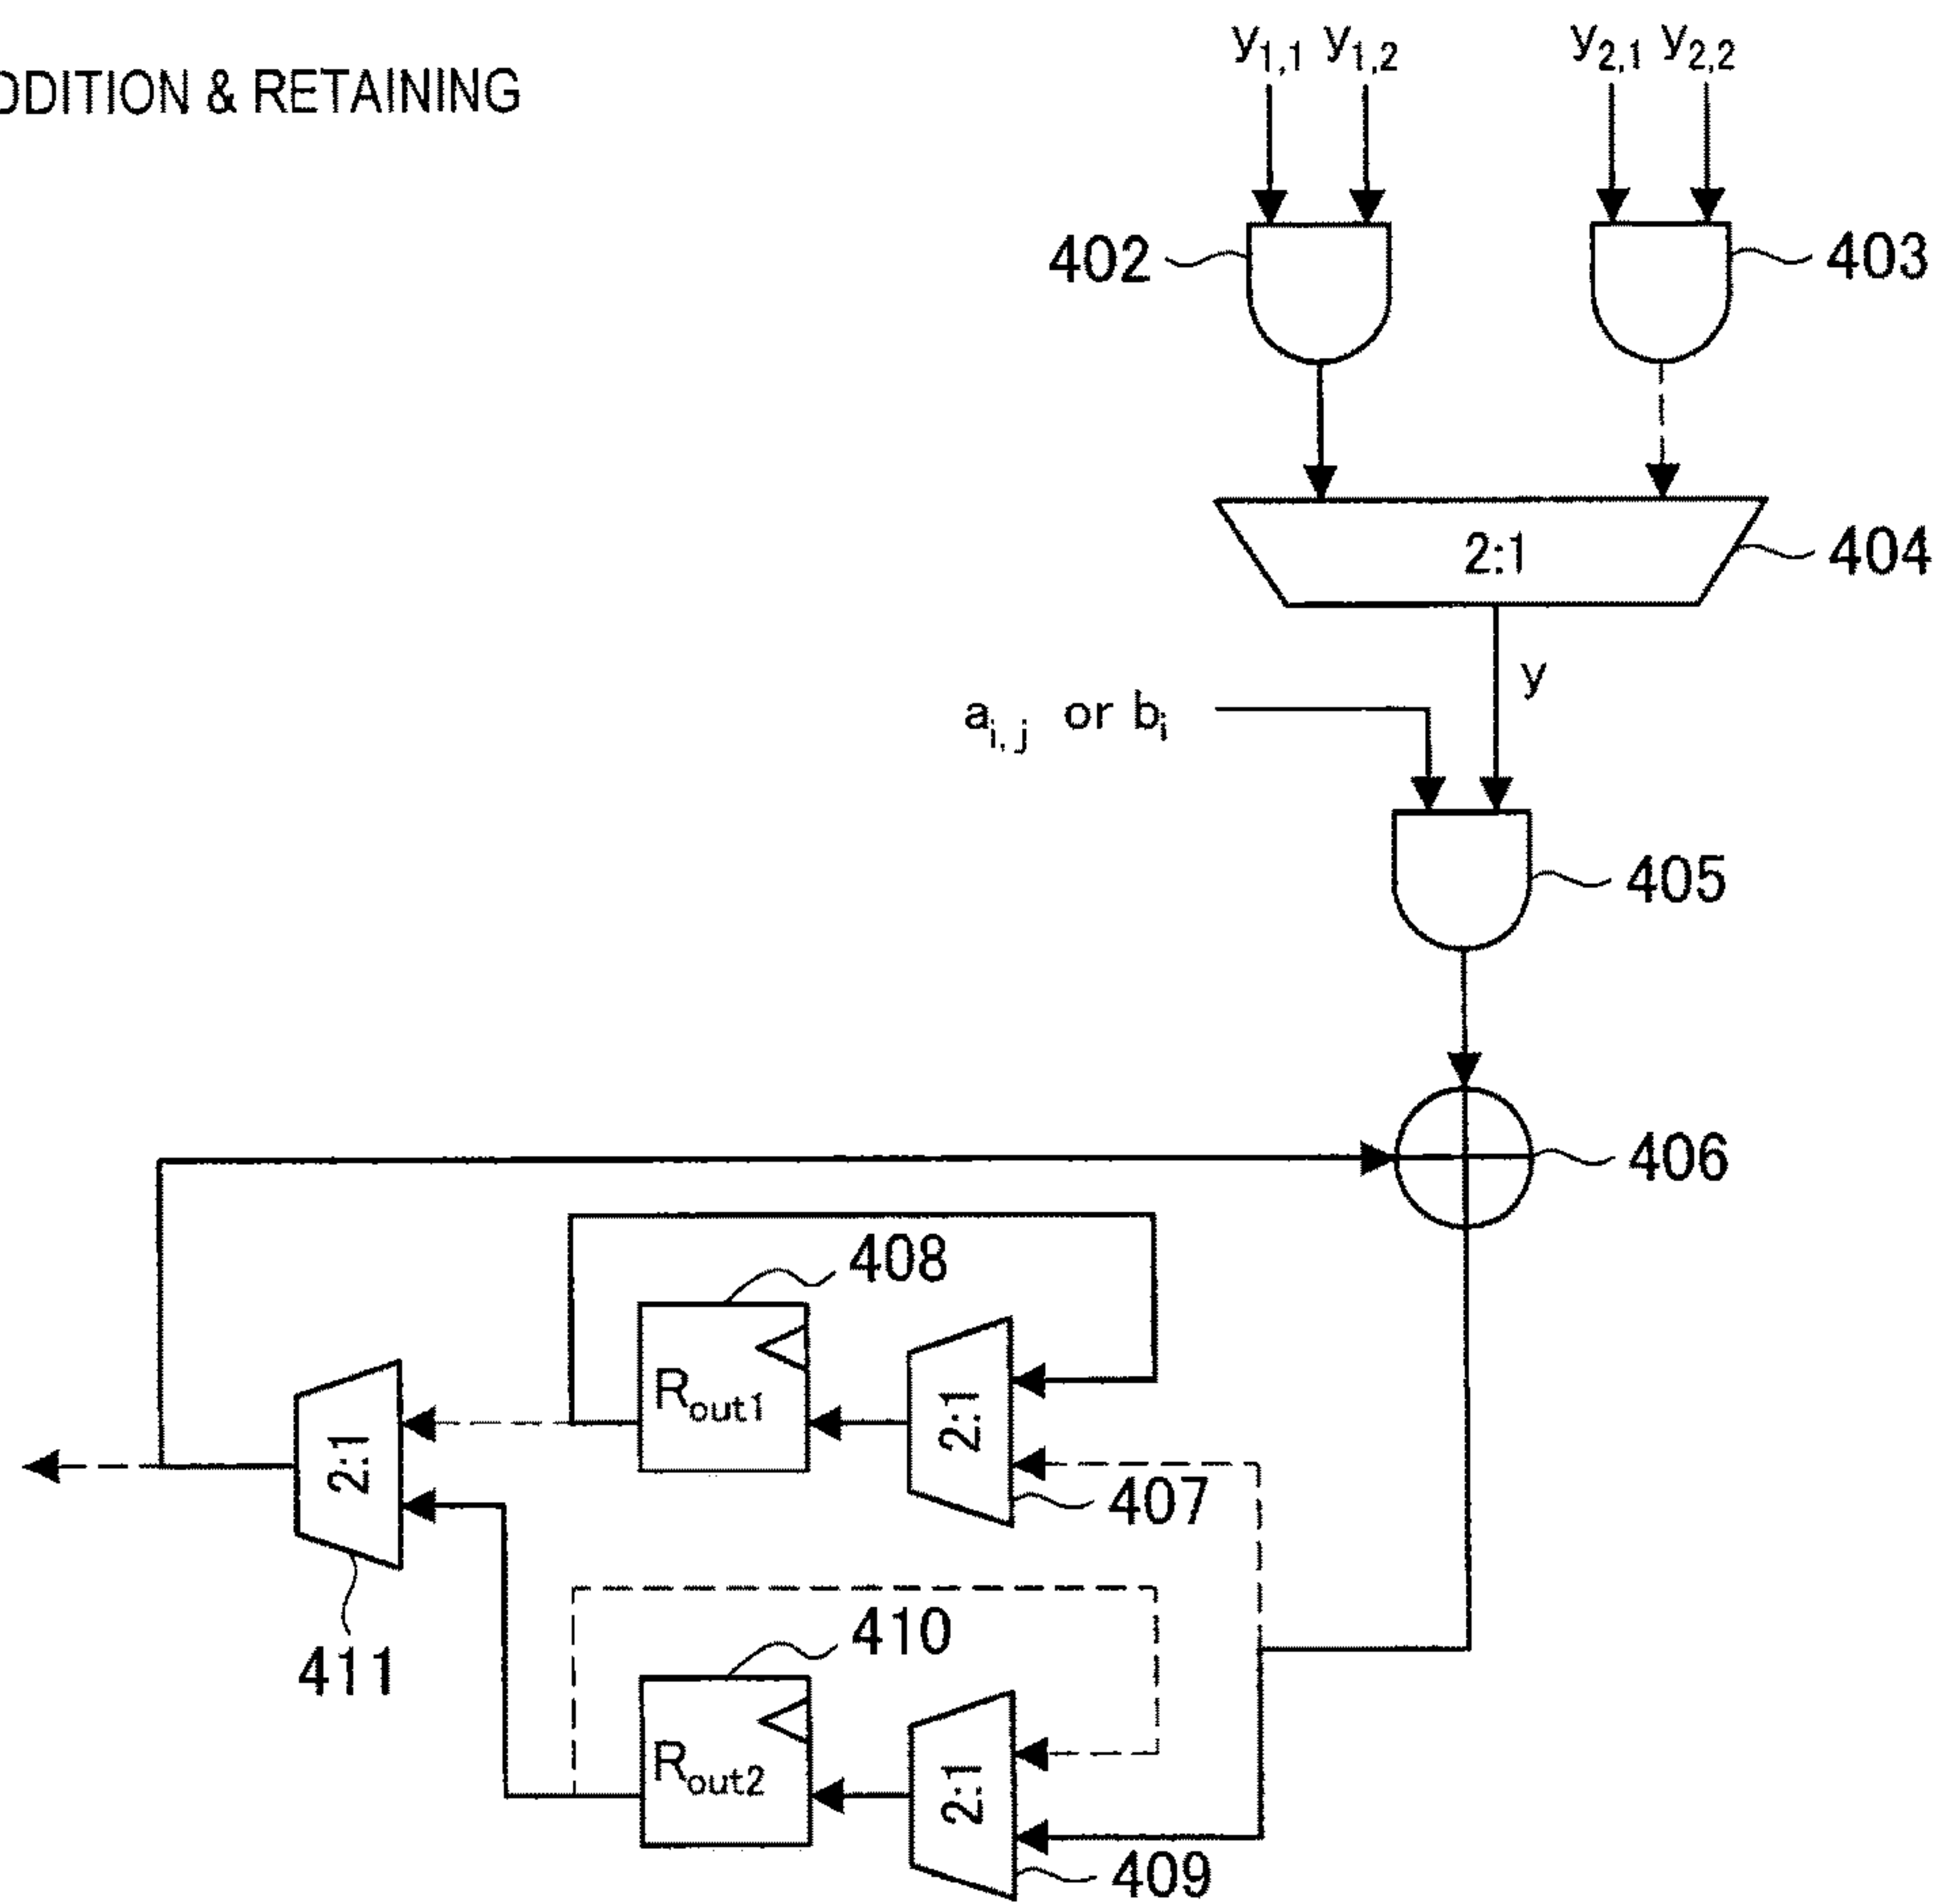 DDITION & RETAINING
y1,1 y1,2
y2,1 y2,2
402
403
2:1
404
y
ai, j or bi
405
406
408
Rout1
2:1
2:1
407
410
411
Rout2
2:1
409